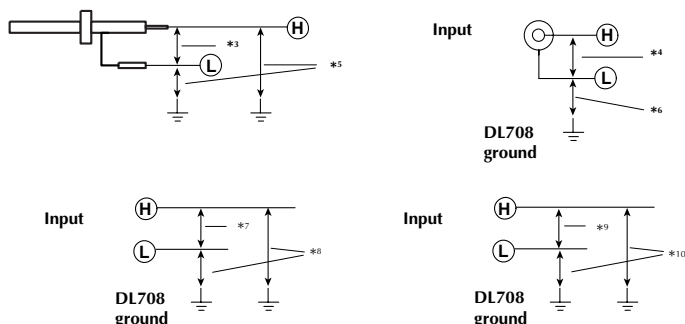 H
*3
*5
L
Input
H
*4
L
*6
DL708
ground
Input
H
*7
L
*8
DL708
ground
Input
H
*9
L
*10
DL708
ground